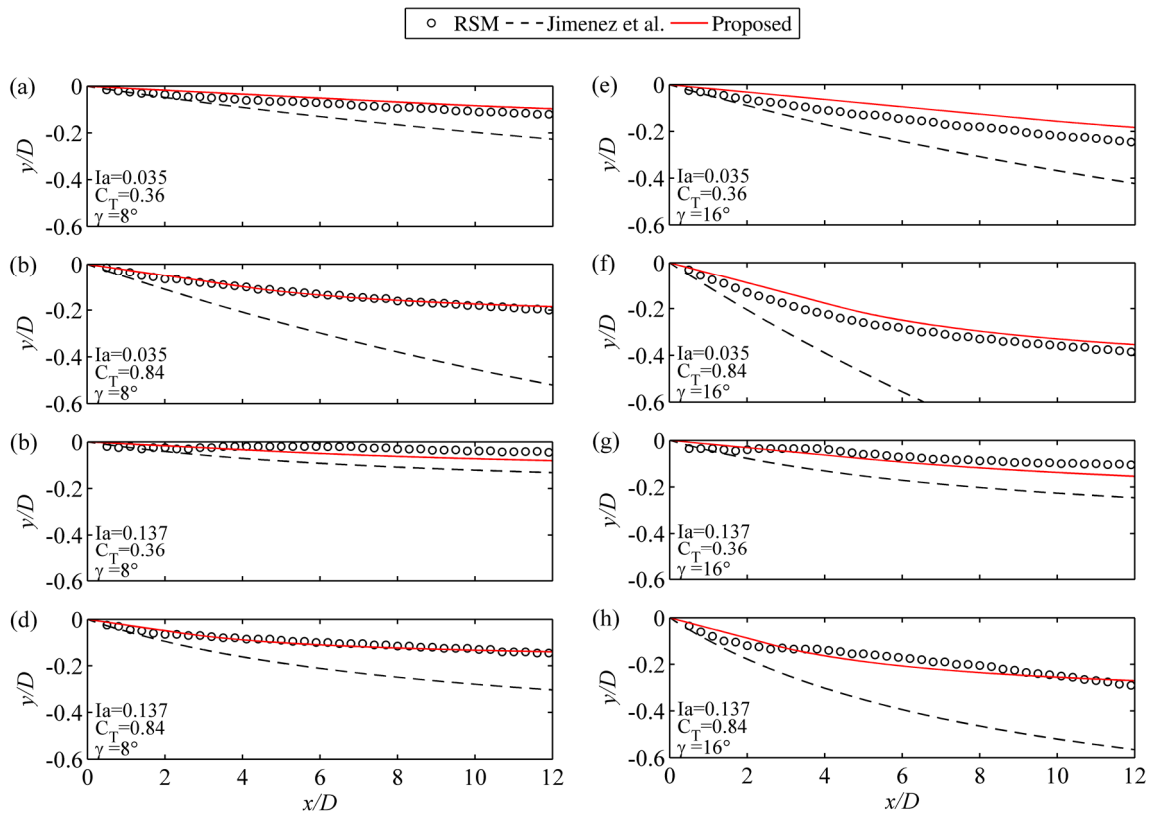 RSM Jimenez et al. Proposed
(a)
0
-0.2
-0.4
-0.6
y/D
Ia=0.035
C_T=0.36
γ =8°
(b)
0
-0.2
-0.4
-0.6
y/D
Ia=0.035
C_T=0.84
γ =8°
(b)
0
-0.2
-0.4
-0.6
y/D
Ia=0.137
C_T=0.36
γ =8°
(d)
0
-0.2
-0.4
-0.6
y/D
Ia=0.137
C_T=0.84
γ =8°
0 2 4 6 8 10 12
x/D
(e)
0
-0.2
-0.4
-0.6
y/D
Ia=0.035
C_T=0.36
γ =16°
(f)
0
-0.2
-0.4
-0.6
y/D
Ia=0.035
C_T=0.84
γ =16°
(g)
0
-0.2
-0.4
-0.6
y/D
Ia=0.137
C_T=0.36
γ =16°
(h)
0
-0.2
-0.4
-0.6
y/D
Ia=0.137
C_T=0.84
γ =16°
0 2 4 6 8 10 12
x/D